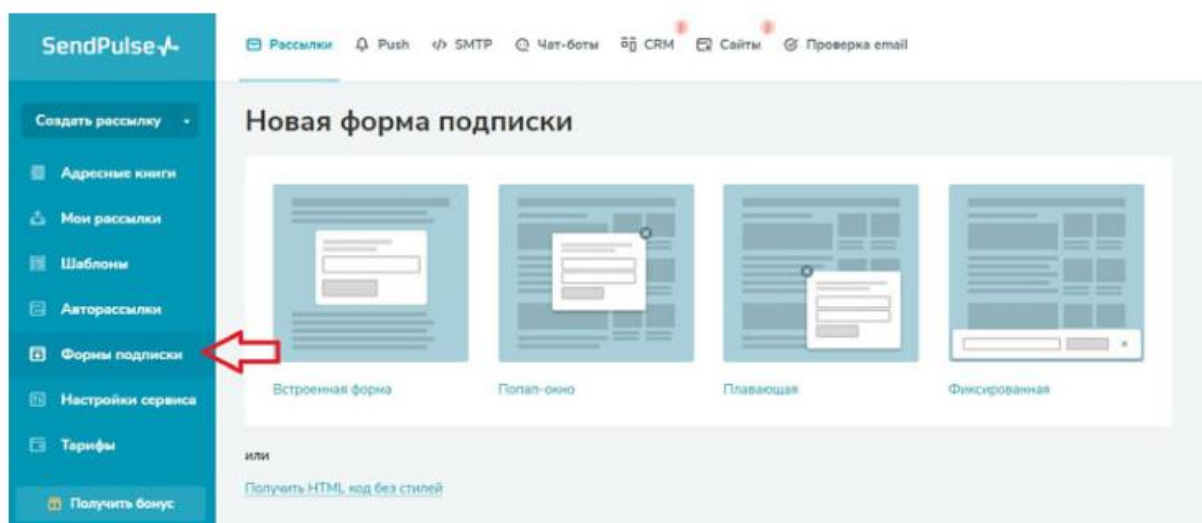 SendPulse
Рассылки Push SMTP Чат-боты CRM Сайты Проверка email
Создать рассылку
Адресные книги
Мои рассылки
Шаблоны
Авторассылки
Формы подписки
Настройки сервиса
Тарифы
Получить бонус
Новая форма подписки
Встроенная форма
Попап-окно
Плавающая
Фиксированная
или
Получить HTML код без стилей